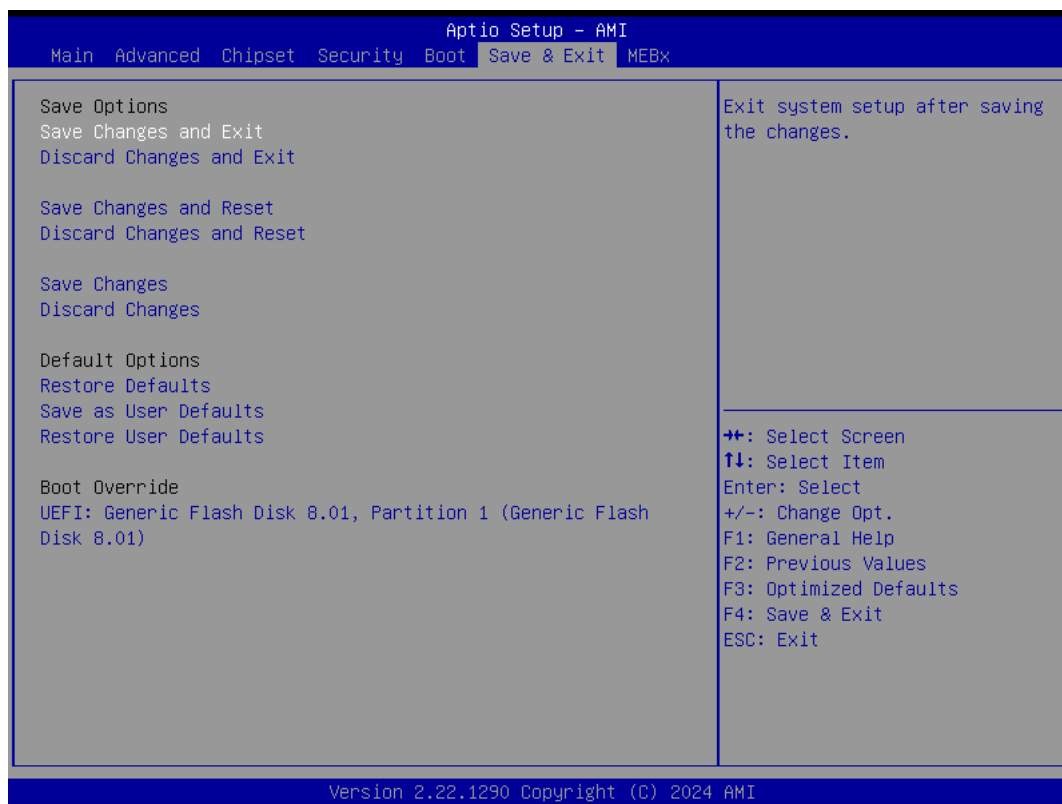 Aptio Setup – AMI
Main Advanced Chipset Security Boot Save & Exit MEBx
Save Options
Save Changes and Exit
Discard Changes and Exit
Save Changes and Reset
Discard Changes and Reset
Save Changes
Discard Changes
Default Options
Restore Defaults
Save as User Defaults
Restore User Defaults
Boot Override
UEFI: Generic Flash Disk 8.01, Partition 1 (Generic Flash
Disk 8.01)
Exit system setup after saving
the changes.
→←: Select Screen
↑↓: Select Item
Enter: Select
+/-: Change Opt.
F1: General Help
F2: Previous Values
F3: Optimized Defaults
F4: Save & Exit
ESC: Exit
Version 2.22.1290 Copyright (C) 2024 AMI